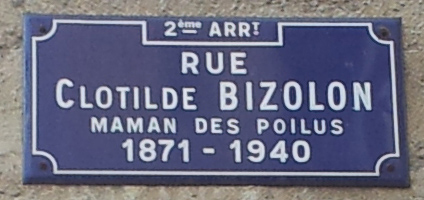 2ème ARRT
RUE
CLOTILDE BIZOLON
MAMAN DES POILUS
1871 - 1940